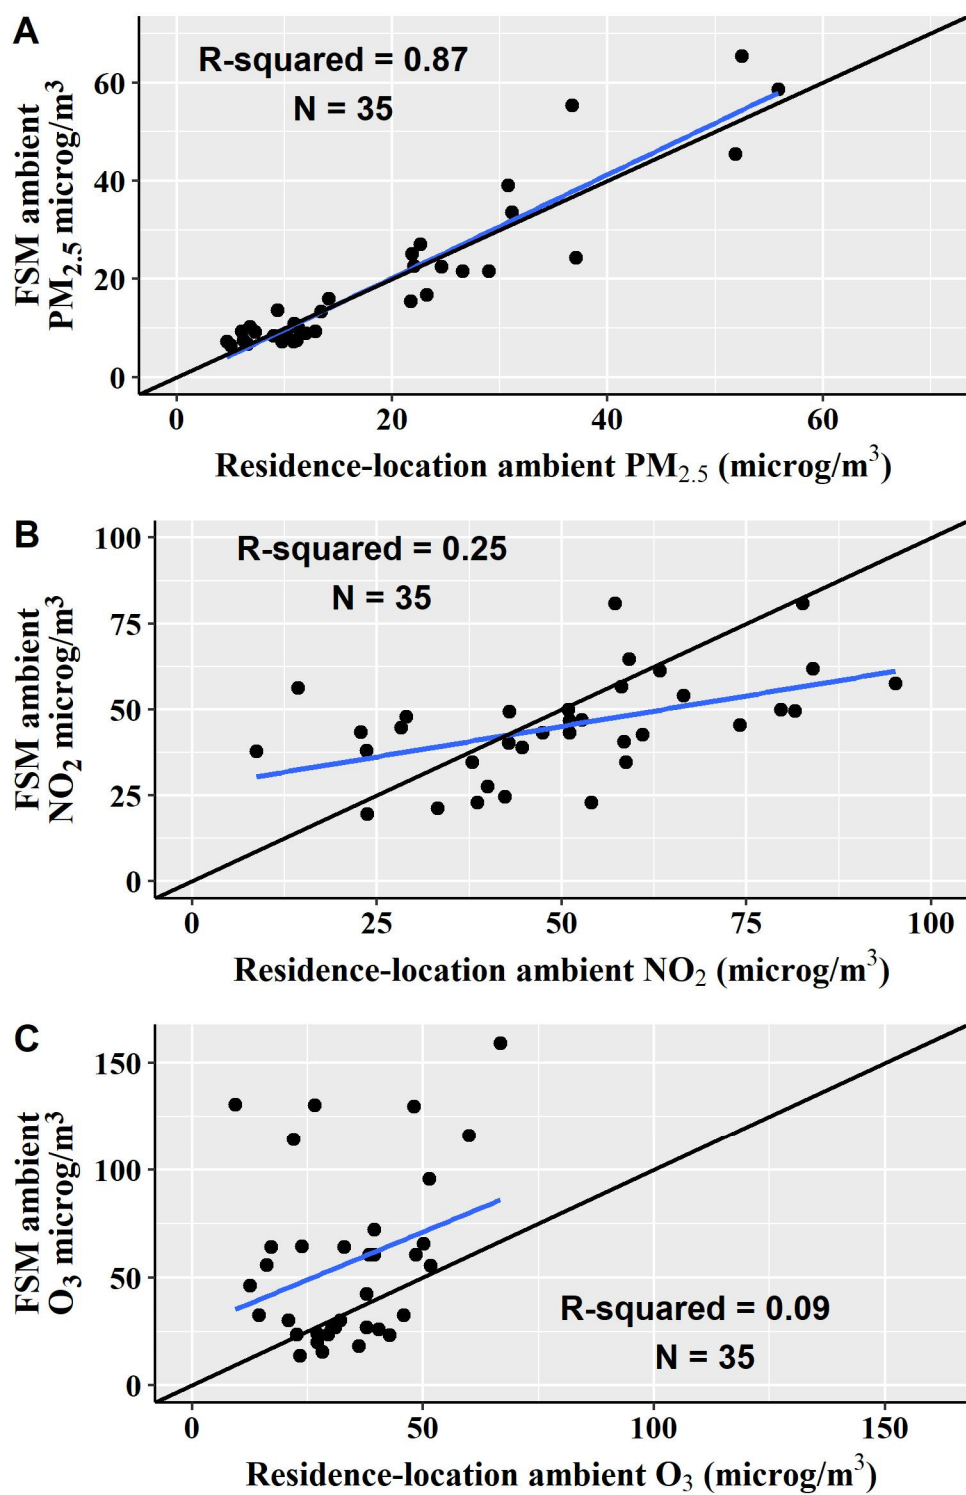 A
R-squared = 0.87
N = 35
FSM ambient
PM2.5 microg/m3
60
40
20
0
0 20 40 60
Residence-location ambient PM2.5 (microg/m3)
B
R-squared = 0.25
N = 35
FSM ambient
NO2 microg/m3
100
75
50
25
0
0 25 50 75 100
Residence-location ambient NO2 (microg/m3)
C
FSM ambient
O3 microg/m3
150
100
50
0
R-squared = 0.09
N = 35
0 50 100 150
Residence-location ambient O3 (microg/m3)